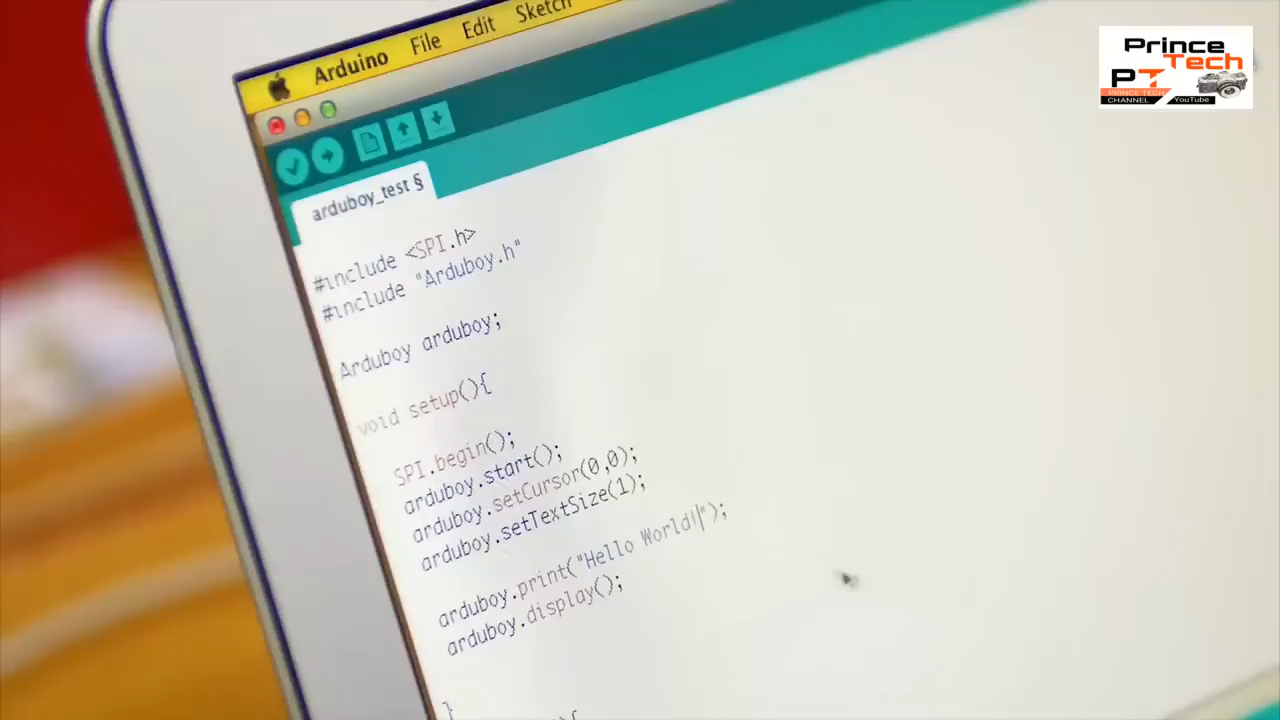 Arduino File Edit Sketch
arduboy_test §
#include <SPI.h>
#include "Arduboy.h"
Arduboy arduboy;
void setup(){
SPI.begin();
arduboy.start();
arduboy.setCursor(0,0);
arduboy.setTextSize(1);
arduboy.print("Hello World!");
arduboy.display();
}
(){
Prince
Tech
PT
PRINCE TECH
CHANNEL YouTube